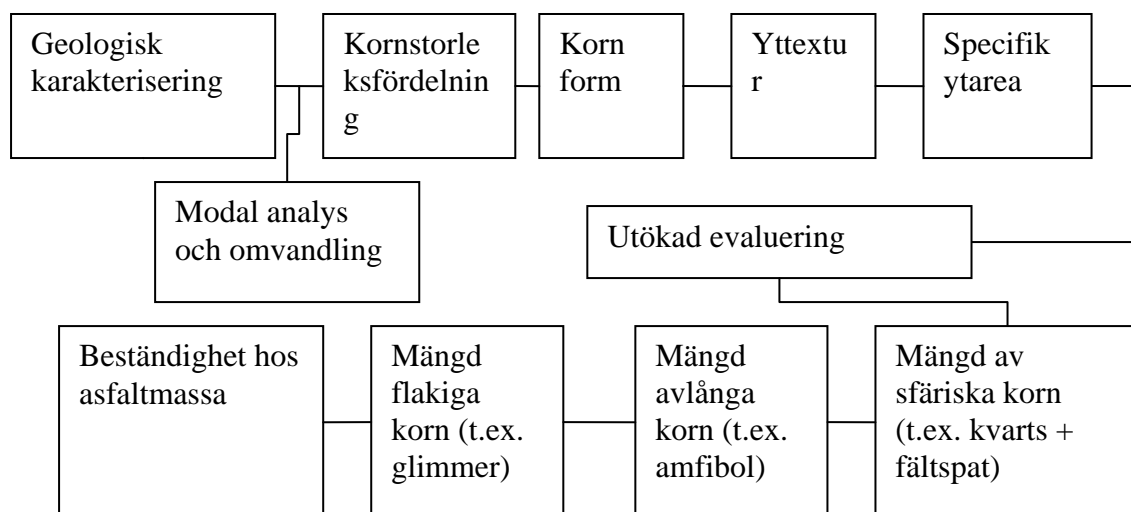 Geologisk
karakterisering
Kornstorle
ksfördelnin
g
Korn
form
Yttextu
r
Specifik
ytarea
Modal analys
och omvandling
Utökad evaluering
Beständighet hos
asfaltmassa
Mängd
flakiga
korn (t.ex.
glimmer)
Mängd
avlånga
korn (t.ex.
amfibol)
Mängd av
sfäriska korn
(t.ex. kvarts +
fältspat)